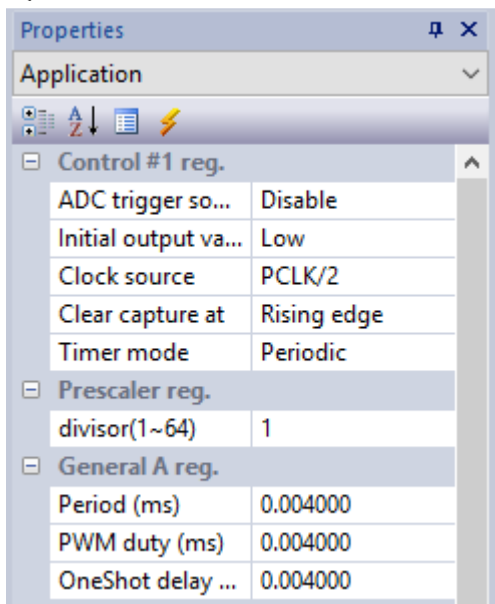 Properties
Application
Control #1 reg.
ADC trigger so... Disable
Initial output va... Low
Clock source PCLK/2
Clear capture at Rising edge
Timer mode Periodic
Prescaler reg.
divisor(1~64) 1
General A reg.
Period (ms) 0.004000
PWM duty (ms) 0.004000
OneShot delay ... 0.004000